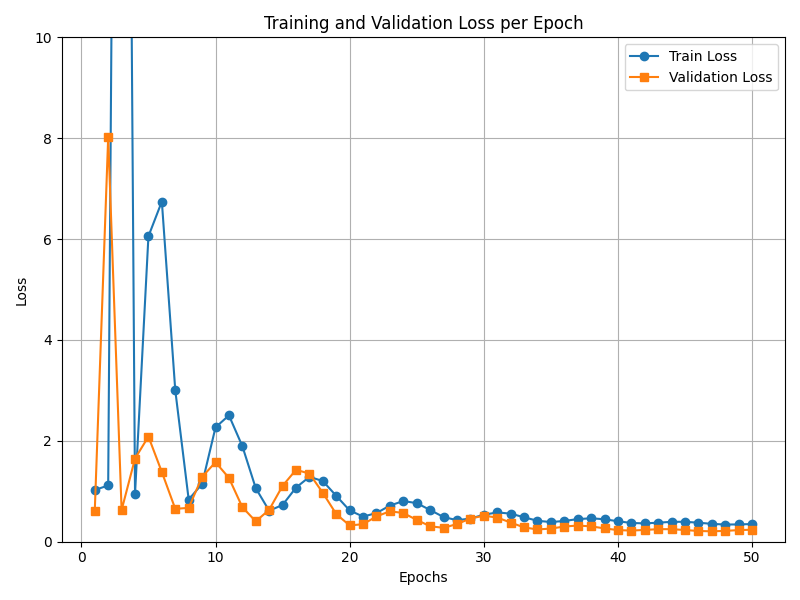 Training and Validation Loss per Epoch
Train Loss
Validation Loss
10
8
6
4
2
0
Loss
0 10 20 30 40 50
Epochs